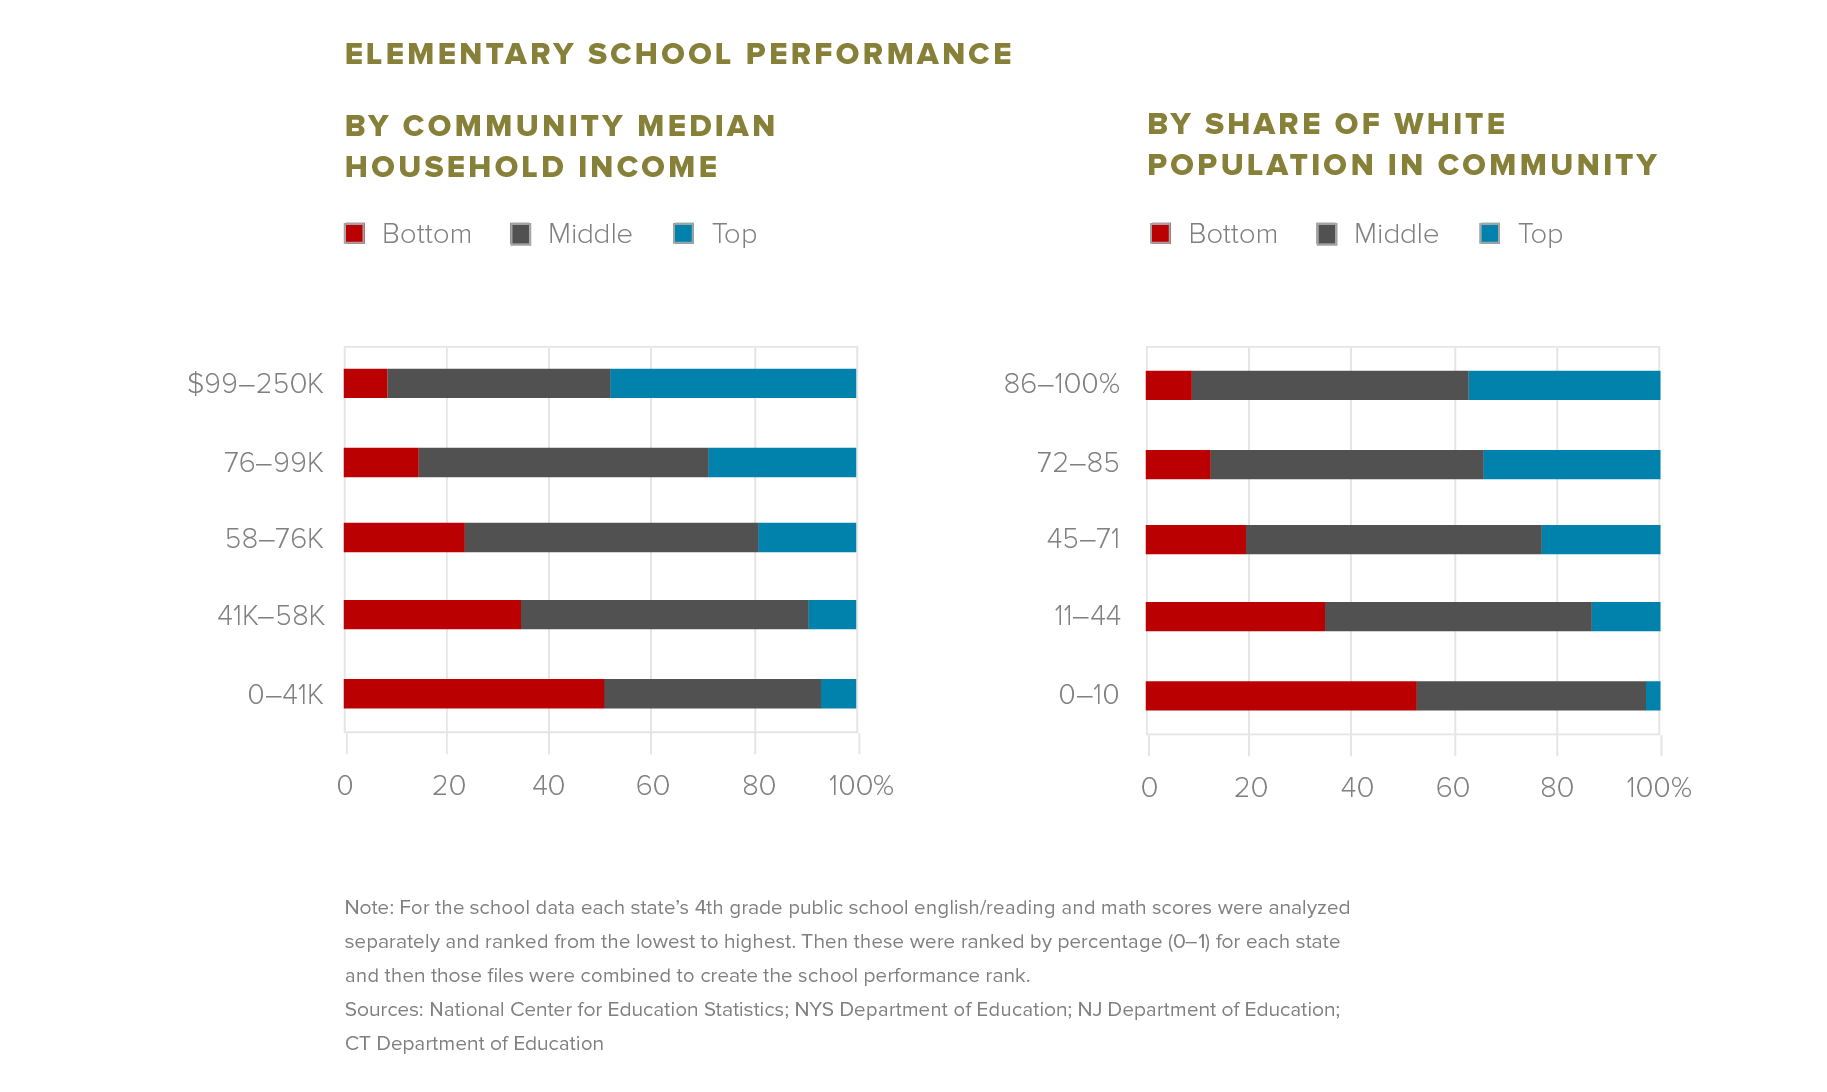 ELEMENTARY SCHOOL PERFORMANCE
BY COMMUNITY MEDIAN
HOUSEHOLD INCOME
Bottom Middle Top
$99–250K
76–99K
58–76K
41K–58K
0–41K
0 20 40 60 80 100%
BY SHARE OF WHITE
POPULATION IN COMMUNITY
Bottom Middle Top
86–100%
72–85
45–71
11–44
0–10
0 20 40 60 80 100%
Note: For the school data each state’s 4th grade public school english/reading and math scores were analyzed
separately and ranked from the lowest to highest. Then these were ranked by percentage (0–1) for each state
and then those files were combined to create the school performance rank.
Sources: National Center for Education Statistics; NYS Department of Education; NJ Department of Education;
CT Department of Education